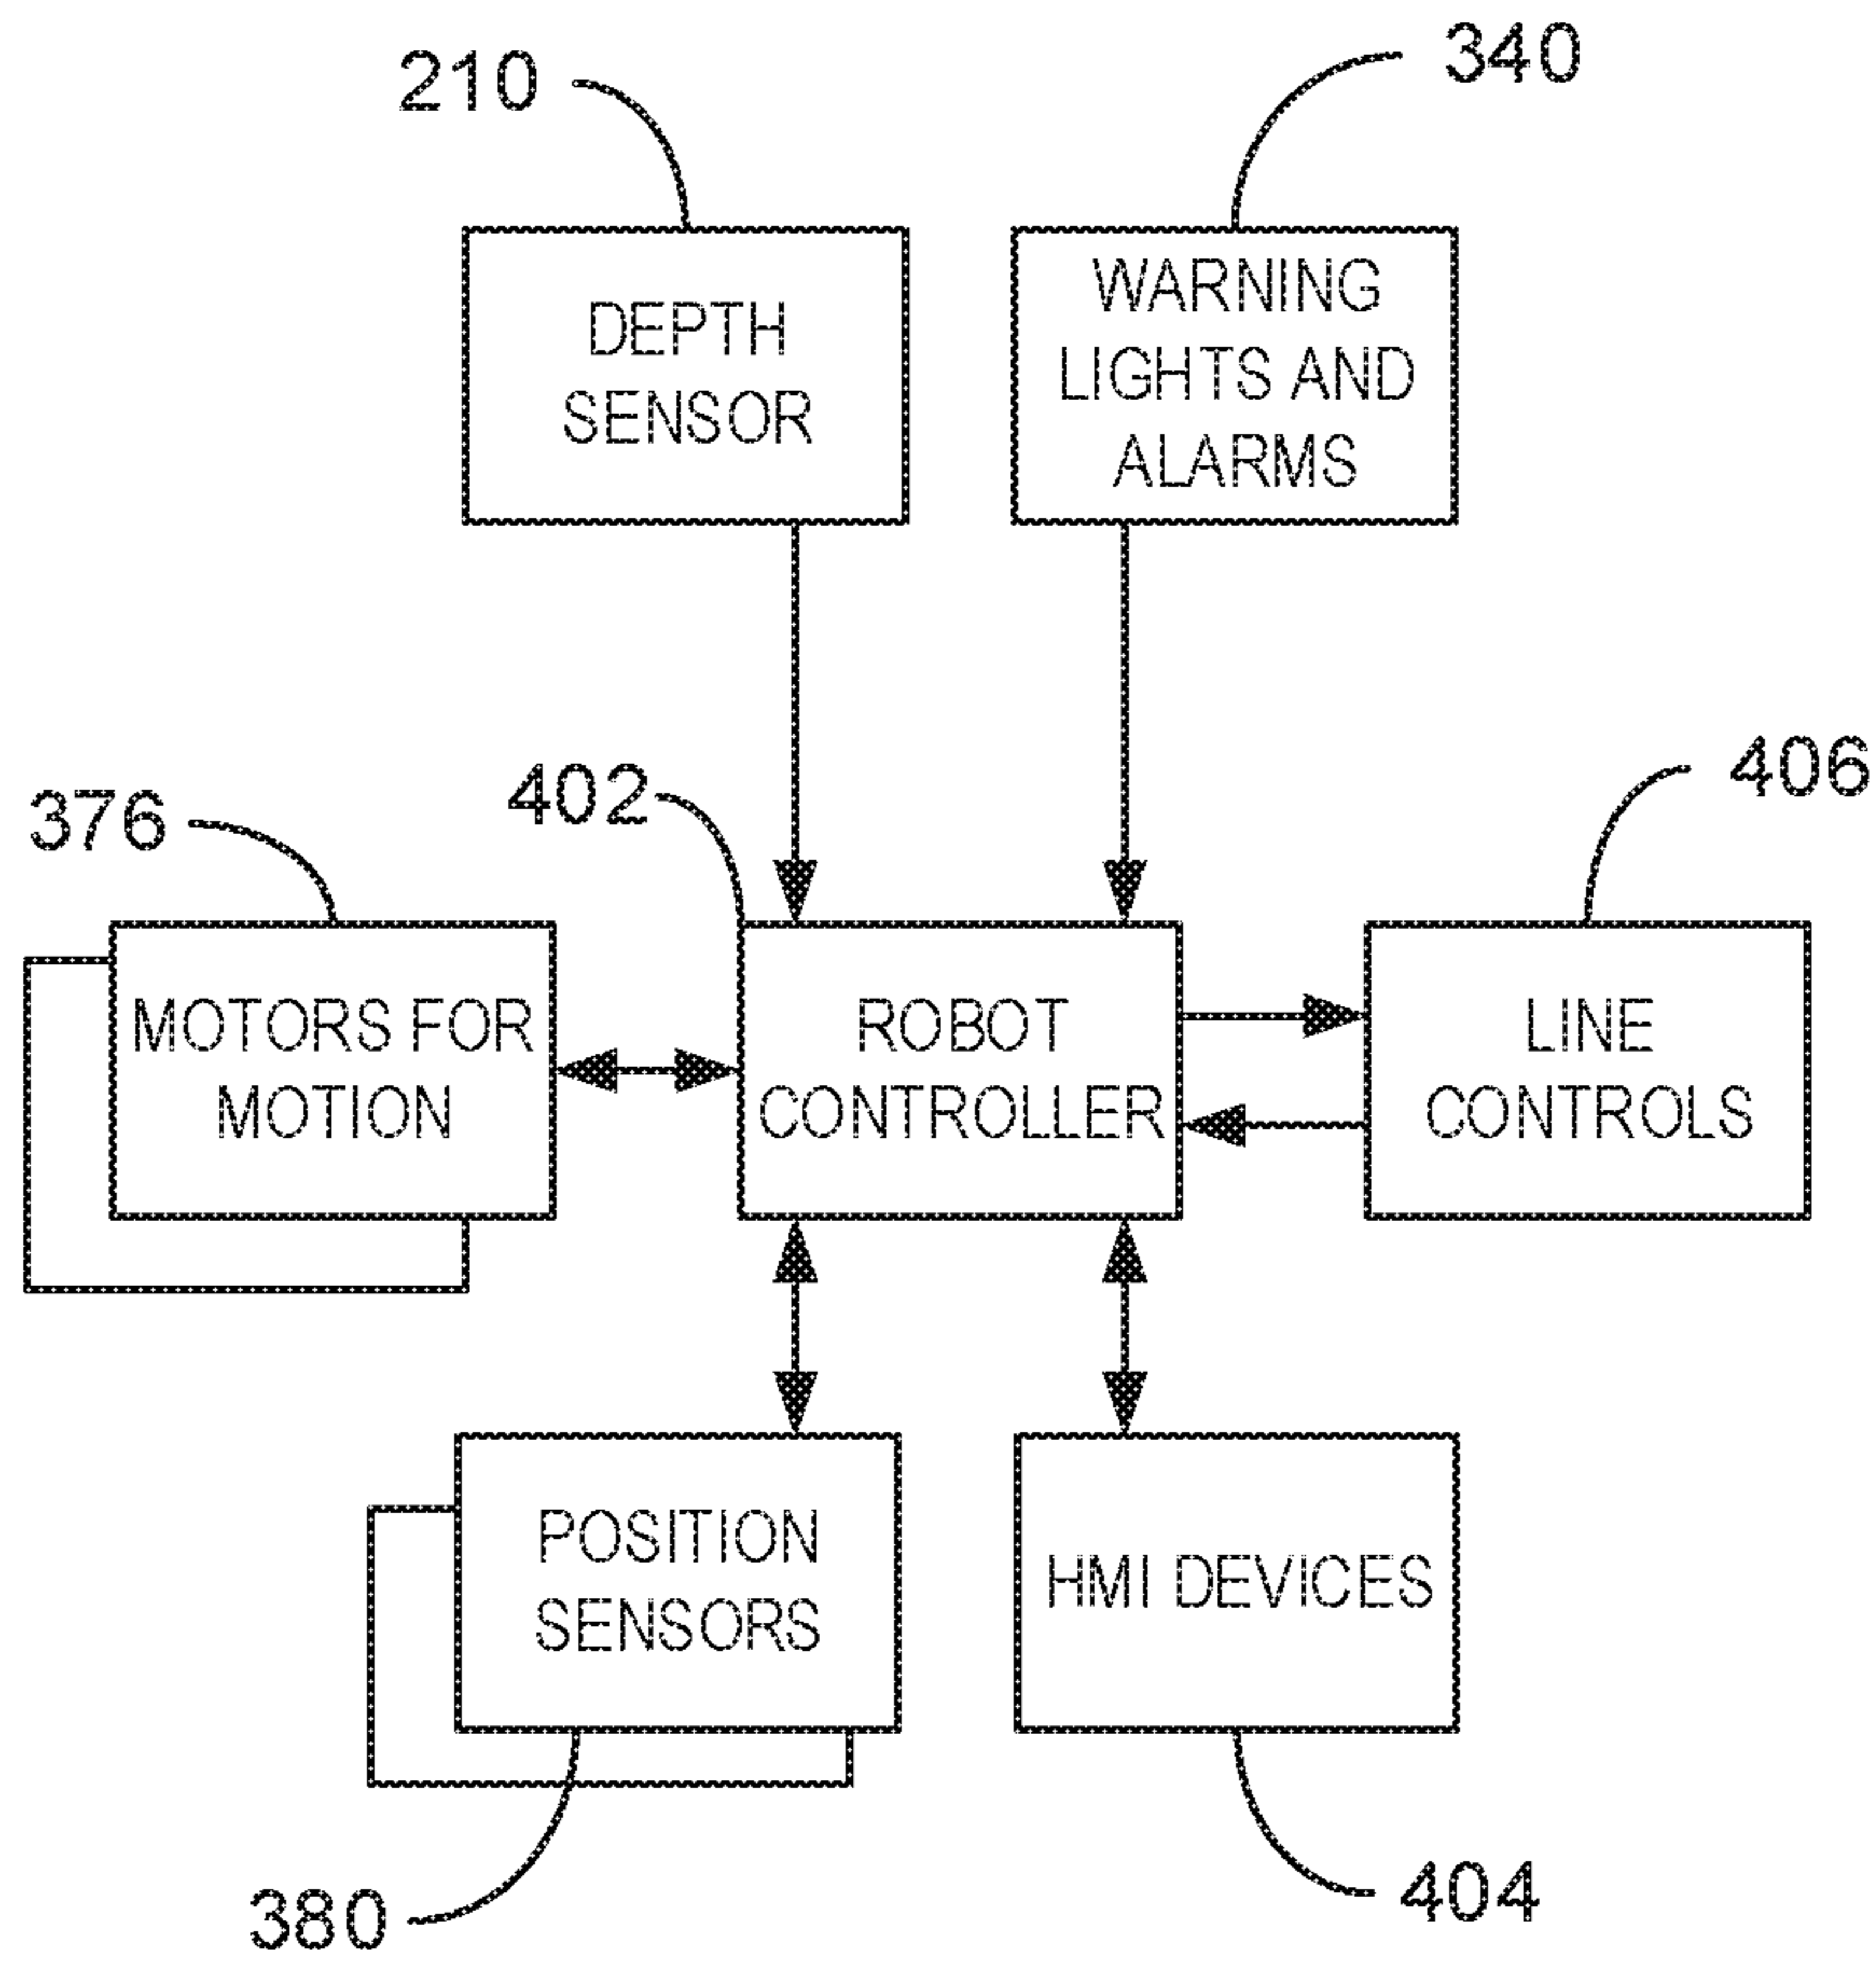 210
340
DEPTH
SENSOR
WARNING
LIGHTS AND
ALARMS
376
402
406
MOTORS FOR
MOTION
ROBOT
CONTROLLER
LINE
CONTROLS
POSITION
SENSORS
HMI DEVICES
380
404